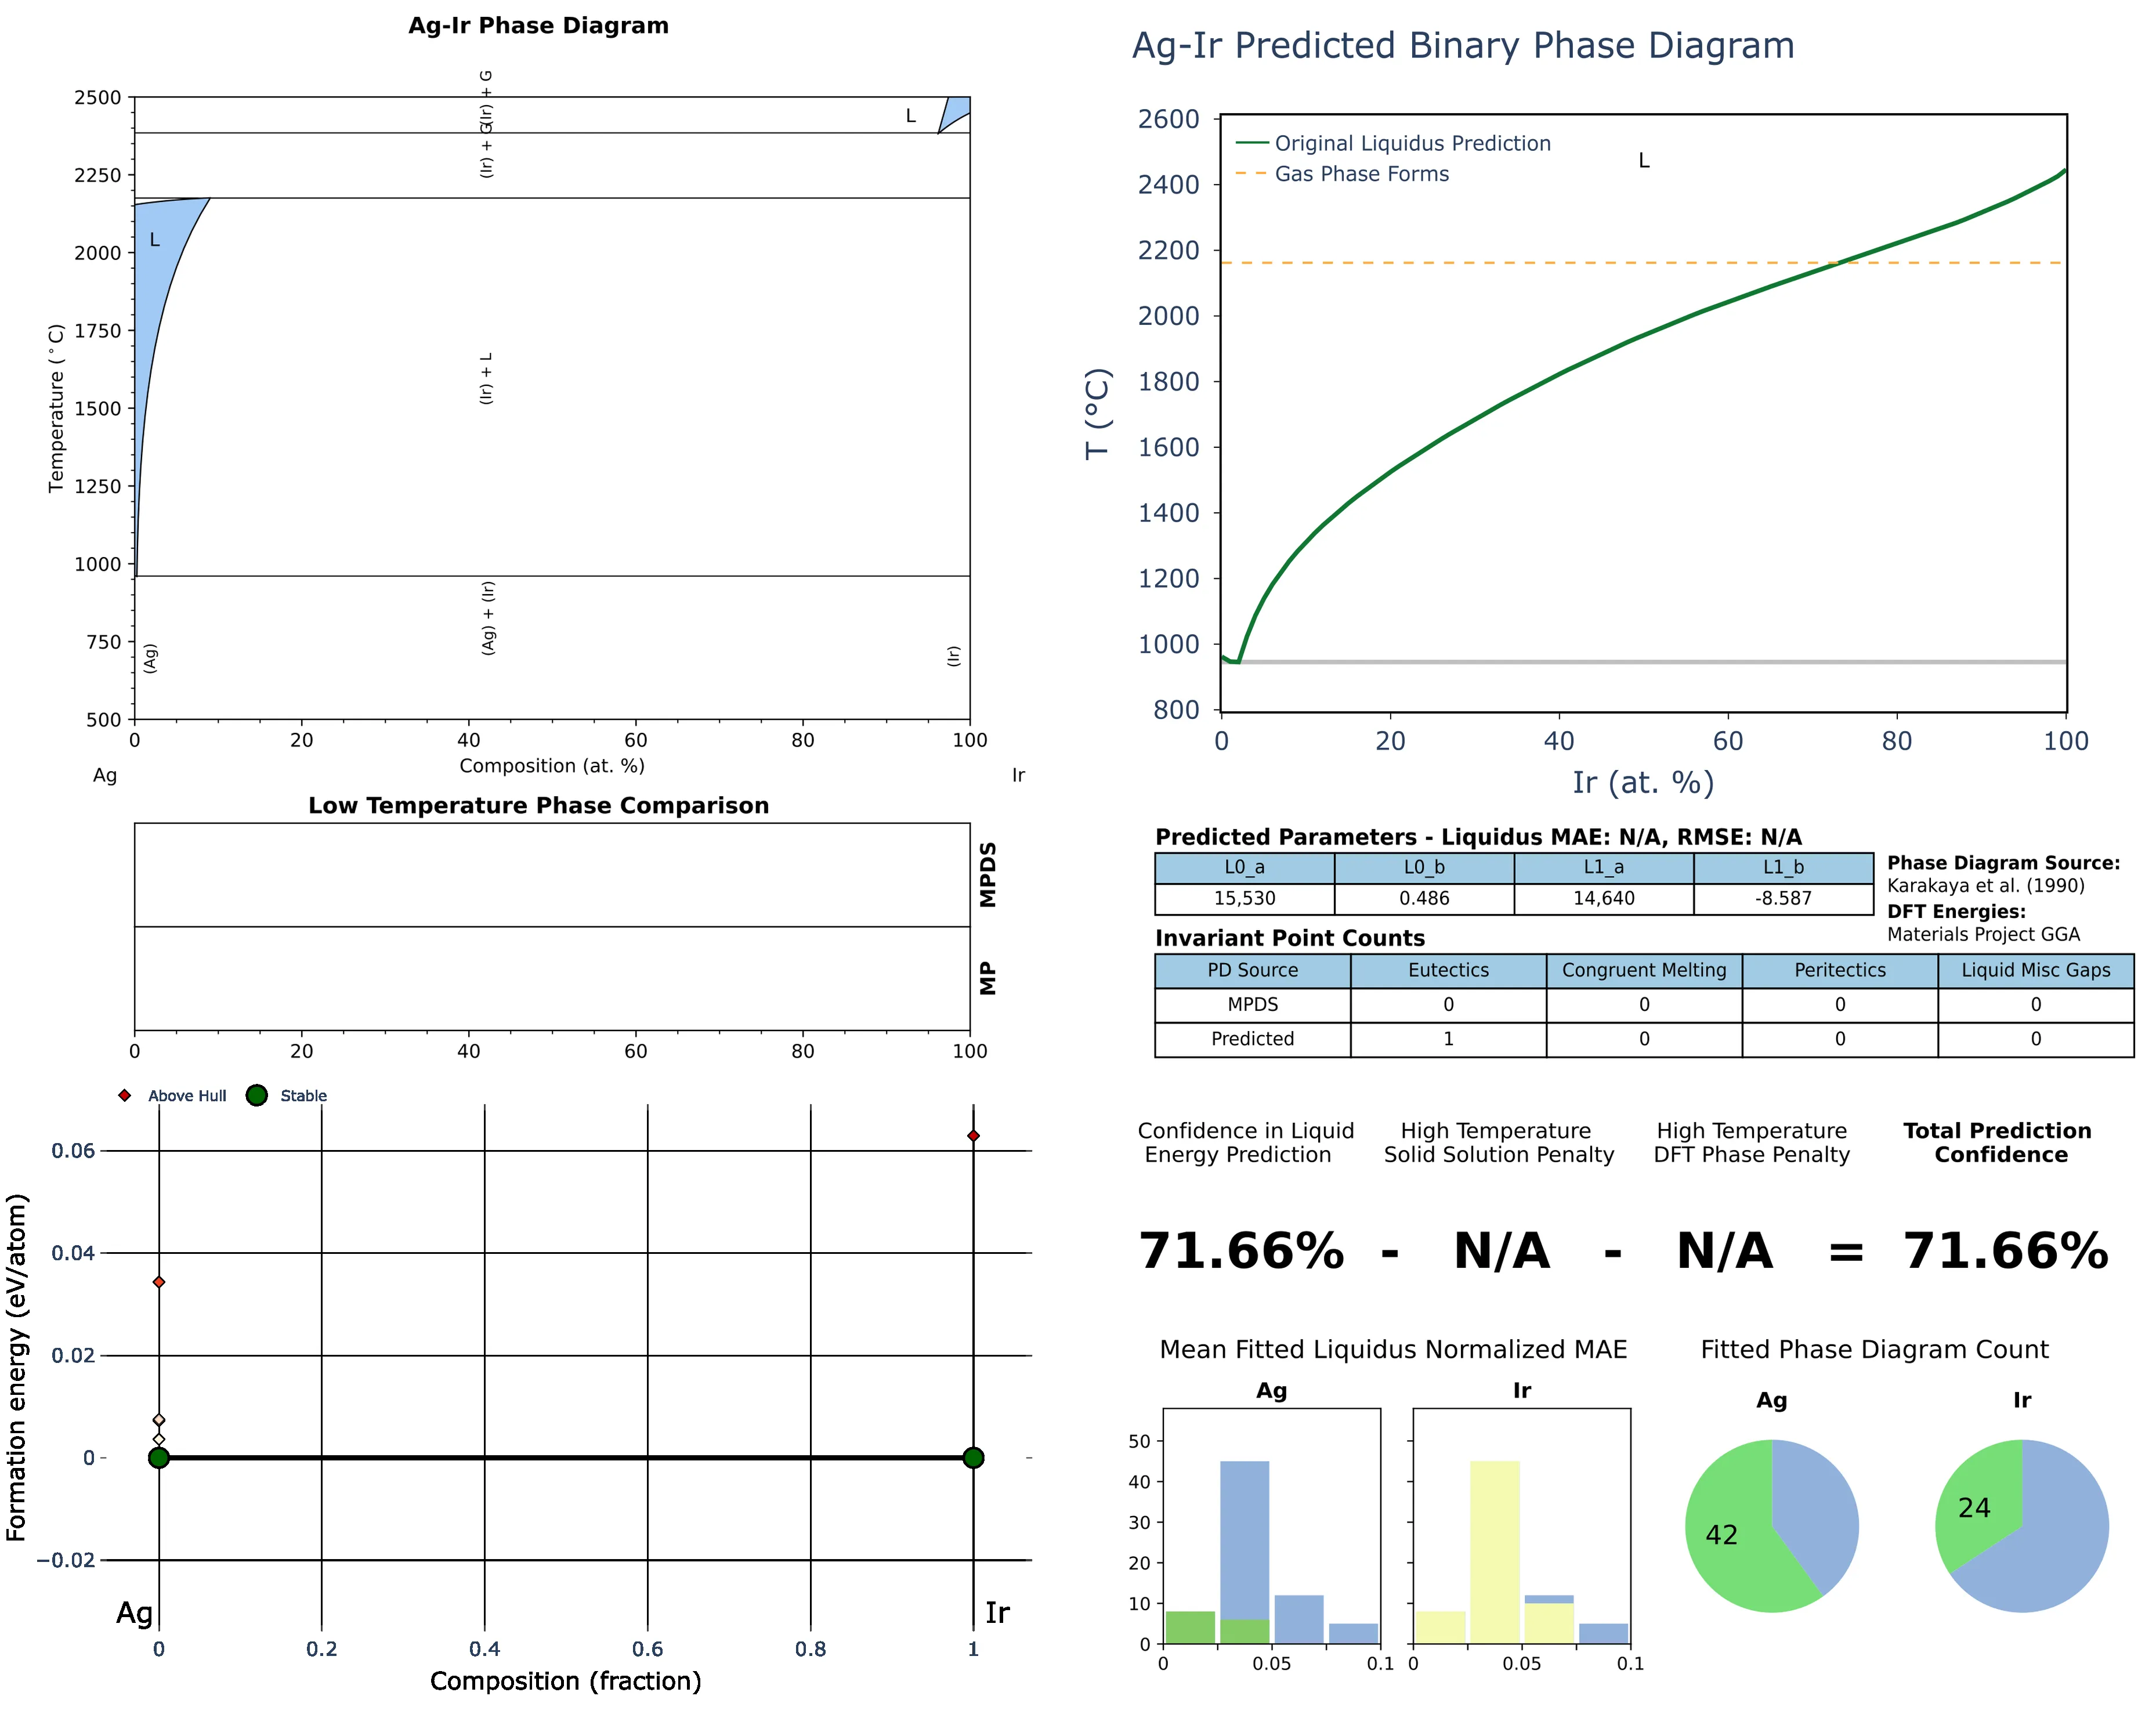 Ag-Ir Phase Diagram
2500
2250
2000
1750
1500
1250
1000
750
500
Temperature (°C)
(Ir) + G
(Ir) + G
L
L
(Ir) + L
(Ag) + (Ir)
(Ag)
(Ir)
0 20 40 60 80 100
Composition (at. %)
Ag Ir
Low Temperature Phase Comparison
MPDS
MP
0 20 40 60 80 100
Above Hull Stable
0.06
0.04
0.02
0
−0.02
Formation energy (eV/atom)
Ag Ir
0 0.2 0.4 0.6 0.8 1
Composition (fraction)
Ag-Ir Predicted Binary Phase Diagram
2600
2400
2200
2000
1800
1600
1400
1200
1000
800
T (°C)
Original Liquidus Prediction
Gas Phase Forms
L
0 20 40 60 80 100
Ir (at. %)
Predicted Parameters - Liquidus MAE: N/A, RMSE: N/A
L0_a L0_b L1_a L1_b
15,530 0.486 14,640 -8.587
Phase Diagram Source:
Karakaya et al. (1990)
DFT Energies:
Materials Project GGA
Invariant Point Counts
PD Source Eutectics Congruent Melting Peritectics Liquid Misc Gaps
MPDS 0 0 0 0
Predicted 1 0 0 0
Confidence in Liquid
Energy Prediction
High Temperature
Solid Solution Penalty
High Temperature
DFT Phase Penalty
Total Prediction
Confidence
71.66% - N/A - N/A = 71.66%
Mean Fitted Liquidus Normalized MAE
Ag Ir
50
40
30
20
10
0
0 0.05 0.1 0 0.05 0.1
Fitted Phase Diagram Count
Ag Ir
42 24